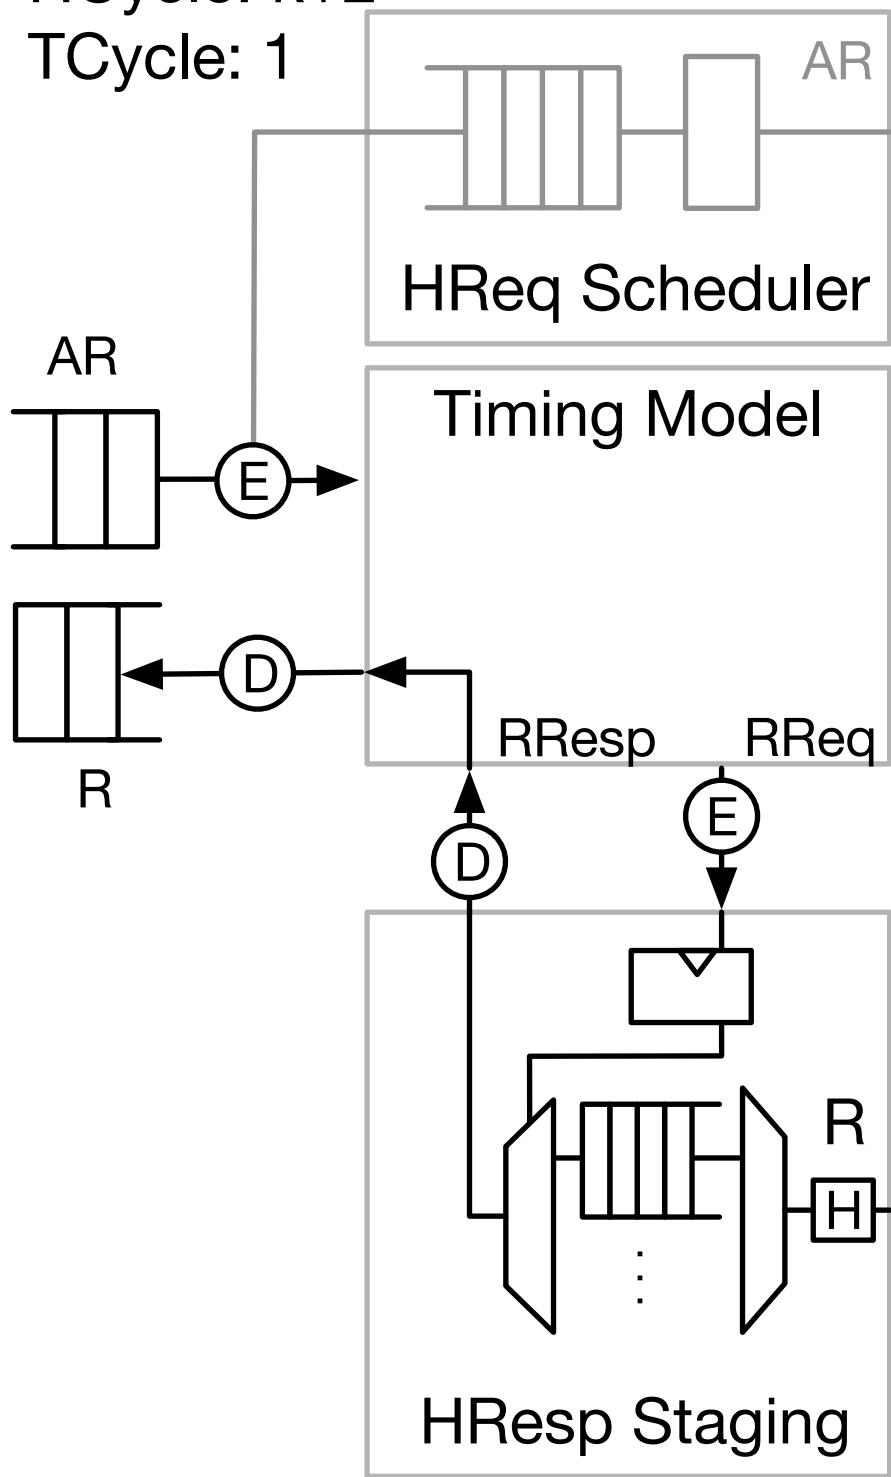 TCycle: 1
AR
HReq Scheduler
AR
Timing Model
E
D
RResp
RReq
R
E
D
R
H
HResp Staging